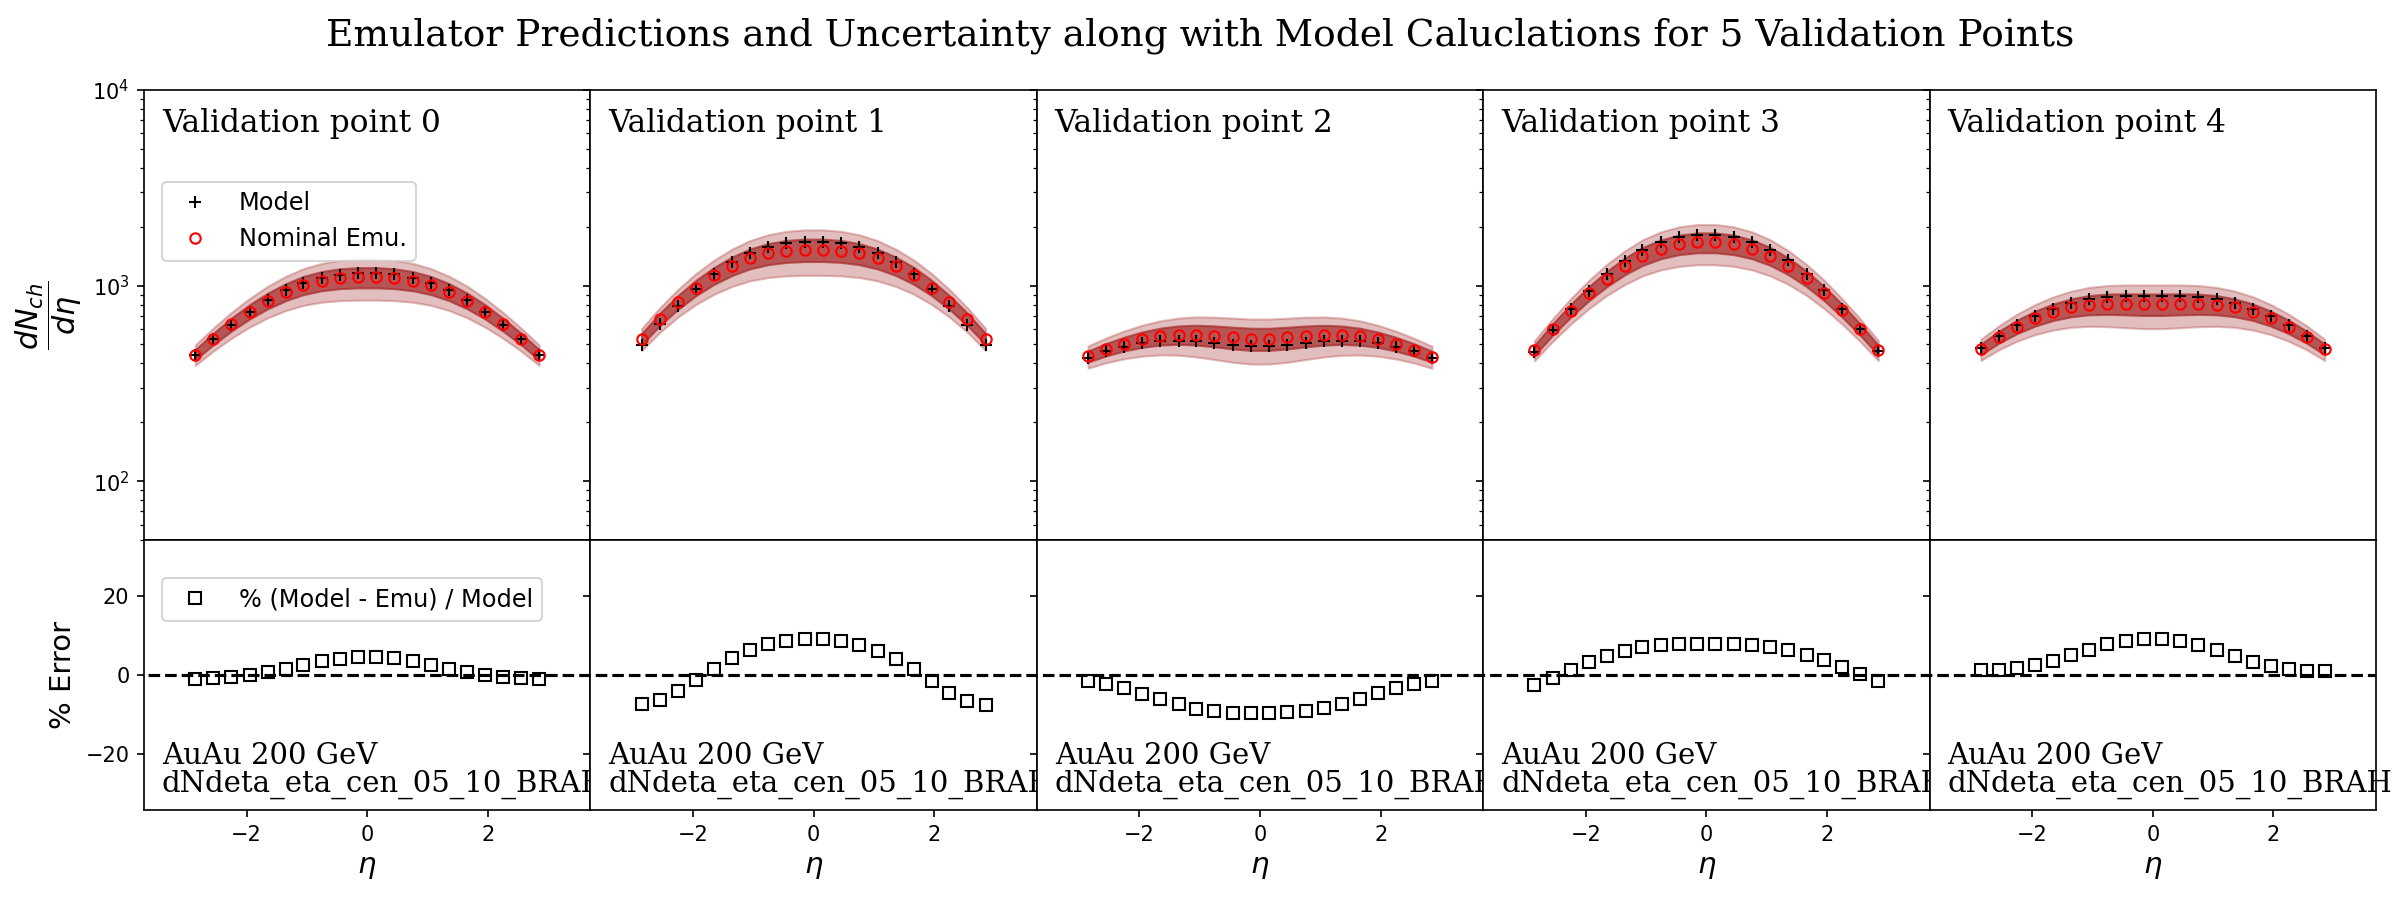 Emulator Predictions and Uncertainty along with Model Caluclations for 5 Validation Points
Validation point 0
Validation point 1
Validation point 2
Validation point 3
Validation point 4
Model
Nominal Emu.
dN_ch
dη
10^4
10^3
10^2
% (Model - Emu) / Model
% Error
20
0
−20
AuAu 200 GeV
dNdeta_eta_cen_05_10_BRAH
AuAu 200 GeV
dNdeta_eta_cen_05_10_BRAH
AuAu 200 GeV
dNdeta_eta_cen_05_10_BRAH
AuAu 200 GeV
dNdeta_eta_cen_05_10_BRAH
AuAu 200 GeV
dNdeta_eta_cen_05_10_BRAH
−2 0 2
−2 0 2
−2 0 2
−2 0 2
−2 0 2
η
η
η
η
η